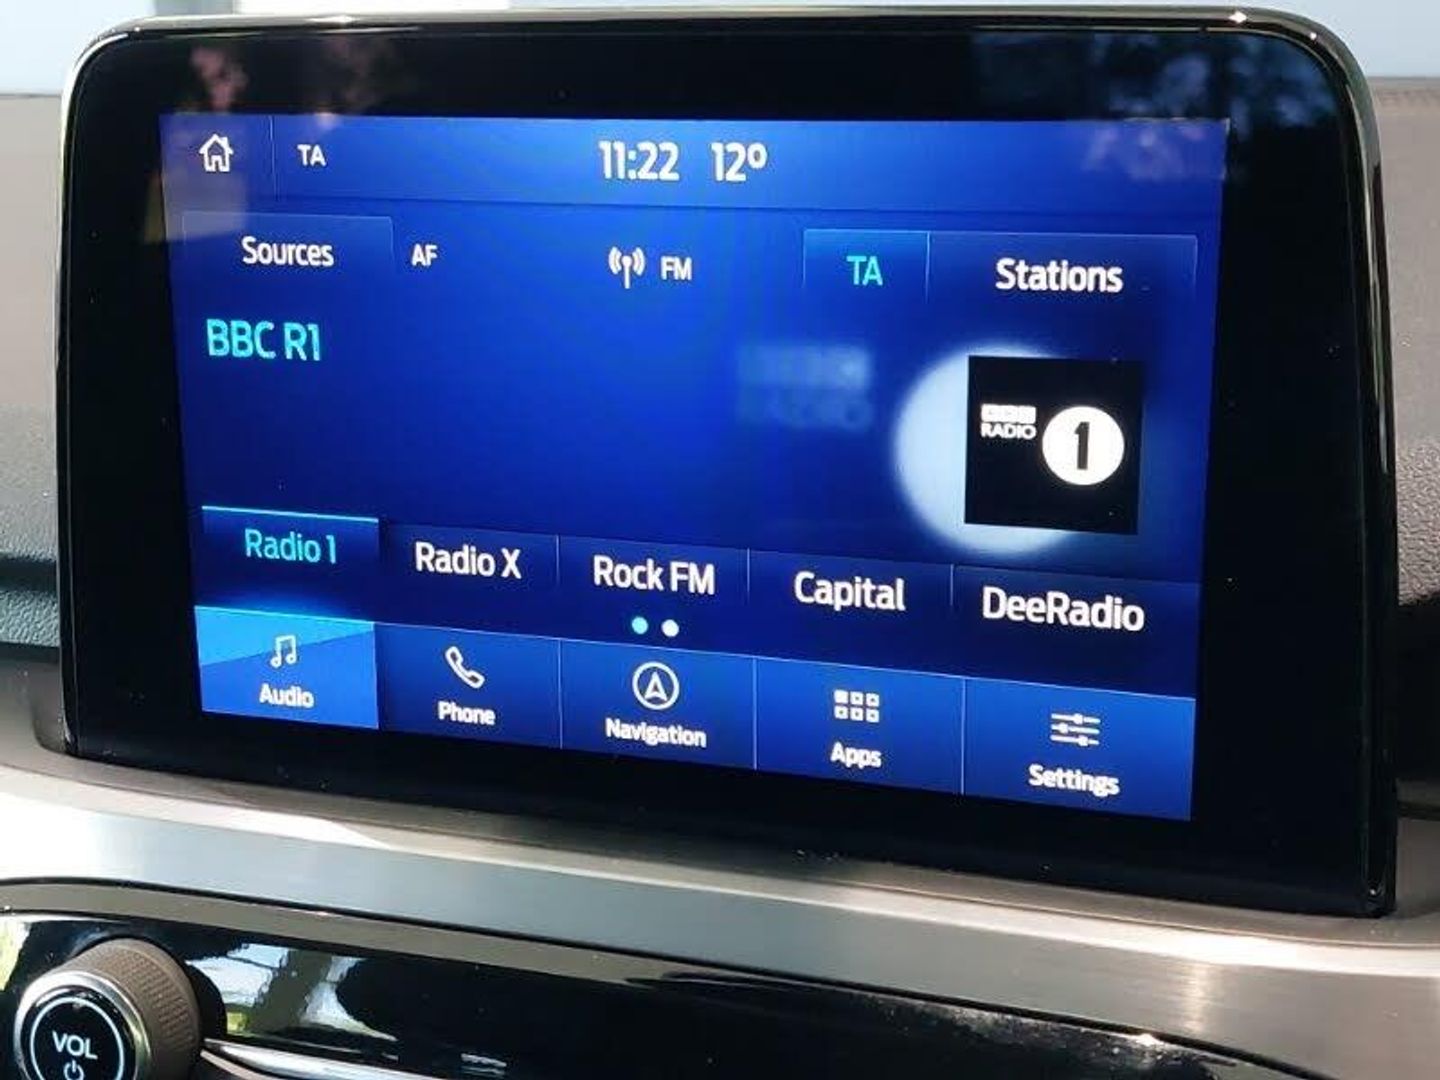 TA 11:22 12º
Sources AF FM TA Stations
BBC R1
BBC
RADIO 1
Radio 1 Radio X Rock FM Capital DeeRadio
Audio Phone Navigation Apps Settings
VOL